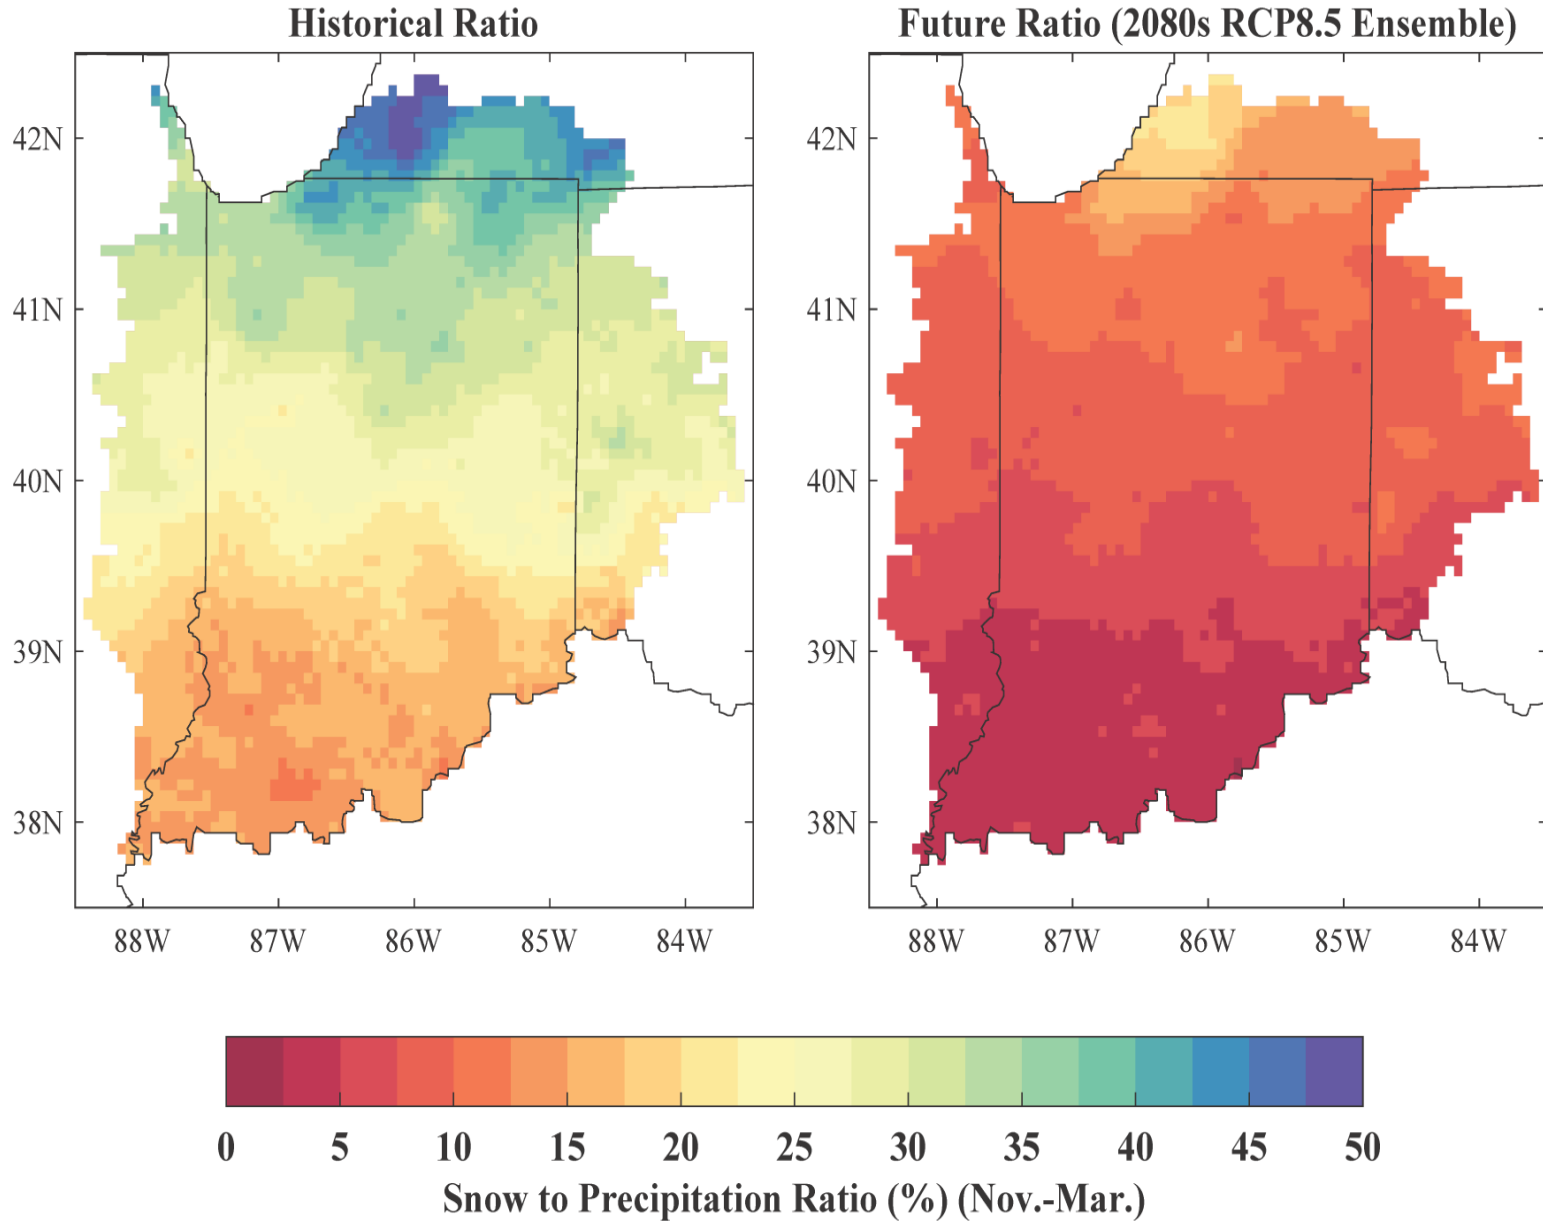 Historical Ratio
Future Ratio (2080s RCP8.5 Ensemble)
42N
41N
40N
39N
38N
88W 87W 86W 85W 84W
42N
41N
40N
39N
38N
88W 87W 86W 85W 84W
0 5 10 15 20 25 30 35 40 45 50
Snow to Precipitation Ratio (%) (Nov.-Mar.)